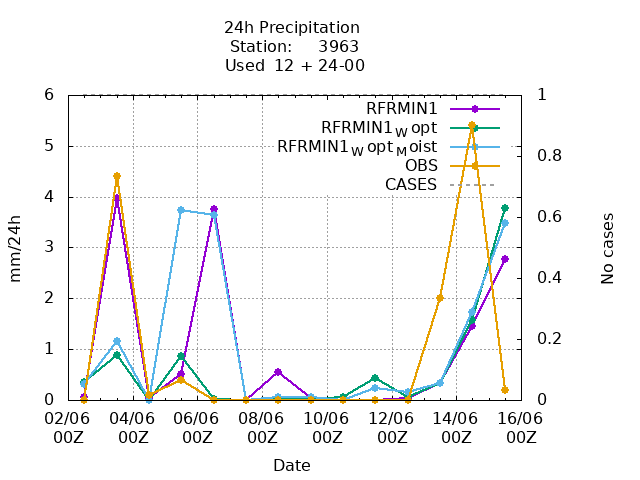 24h Precipitation
Station: 3963
Used 12 + 24-00
6 1
RFRMIN1
RFRMIN1W opt
5 0.8
RFRMIN1W optM oist
OBS
CASES
4 0.6
mm/24h
No cases
3 0.4
2
0.2
1
0 0
02/06 04/06 06/06 08/06 10/06 12/06 14/06 16/06
00Z 00Z 00Z 00Z 00Z 00Z 00Z 00Z
Date